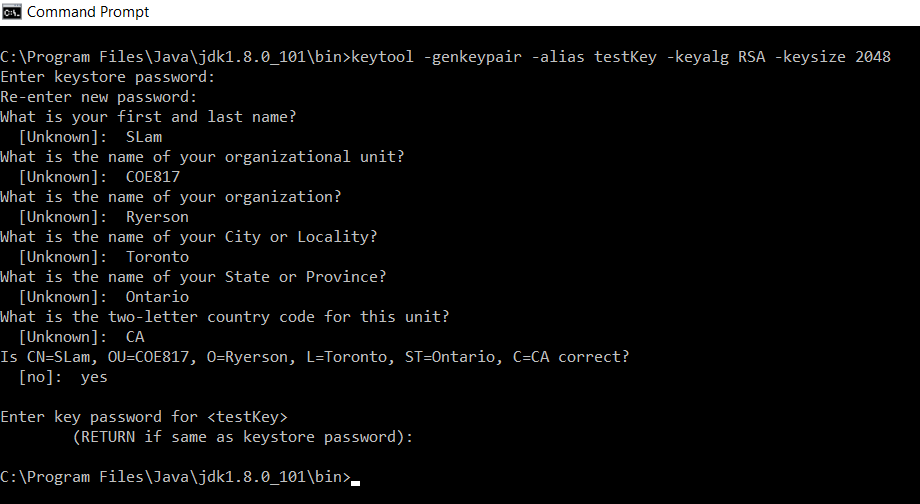 Command Prompt
C:\Program Files\Java\jdk1.8.0_101\bin>keytool -genkeypair -alias testKey -keyalg RSA -keysize 2048
Enter keystore password:
Re-enter new password:
What is your first and last name?
  [Unknown]:  SLam
What is the name of your organizational unit?
  [Unknown]:  COE817
What is the name of your organization?
  [Unknown]:  Ryerson
What is the name of your City or Locality?
  [Unknown]:  Toronto
What is the name of your State or Province?
  [Unknown]:  Ontario
What is the two-letter country code for this unit?
  [Unknown]:  CA
Is CN=SLam, OU=COE817, O=Ryerson, L=Toronto, ST=Ontario, C=CA correct?
  [no]:  yes
Enter key password for <testKey>
        (RETURN if same as keystore password):
C:\Program Files\Java\jdk1.8.0_101\bin>